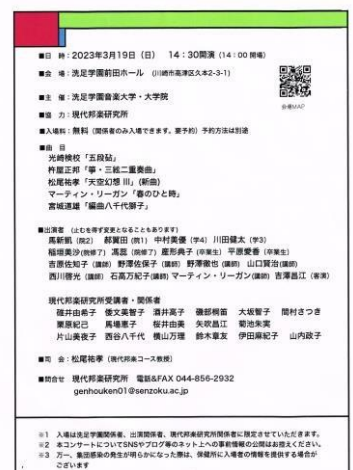 ■日 時：2023年3月19日（日） 14：30開演（14：00 開場）
■会 場：洗足学園前田ホール （川崎市高津区久本2-3-1）
会場MAP
■主 催：洗足学園音楽大学・大学院
■協 力：現代邦楽研究所
■入場料：無料（関係者のみ入場できます。要予約）予約方法は別途
■曲 目
光崎検校「五段砧」
杵屋正邦「箏・三絃二重奏曲」
松尾祐孝「天空幻想 III」(新曲)
マーティン・リーガン「春のひと時」
宮城道雄「編曲八千代獅子」
■出演者 （止むを得ず変更となることもあります）
馬新凱（院2） 郝翼田（院1） 中村美優（学4） 川田健太（学3）
稲垣美沙(院修了) 馮蕊（院修了） 産形典子（卒業生） 平原愛香（卒業生）
吉原佐知子（講師） 野澤佐保子（講師） 野澤徹也（講師） 山口賢治(講師)
西川啓光（講師） 石高万紀子(講師) マーティン・リーガン(講師) 吉澤昌江（客演）
現代邦楽研究所受講者・関係者
碓井由希子 倭文美智子 酒井高子 磯部桐苗 大坂智子 間村さつき
栗原紀己 馬場惠子 桜井由美 矢吹昌江 菊池未実
片山美夜子 西谷八千代 横山万理 鈴木章友 伊田麻紀子 山内政子
■司 会：松尾祐孝（現代邦楽コース教授）
■問合せ 現代邦楽研究所 電話&FAX 044-856-2932
genhouken01@senzoku.ac.jp
※1 入場は洗足学園関係者、出演関係者、現代邦楽研究所関係者に限定させていただきます。
※2 本コンサートについてSNSやブログ等のネット上への事前情報の公開はお控えください。
※3 万一、集団感染の発生が明らかになった際は、保健所に入場者の情報を提供する場合が
ございます